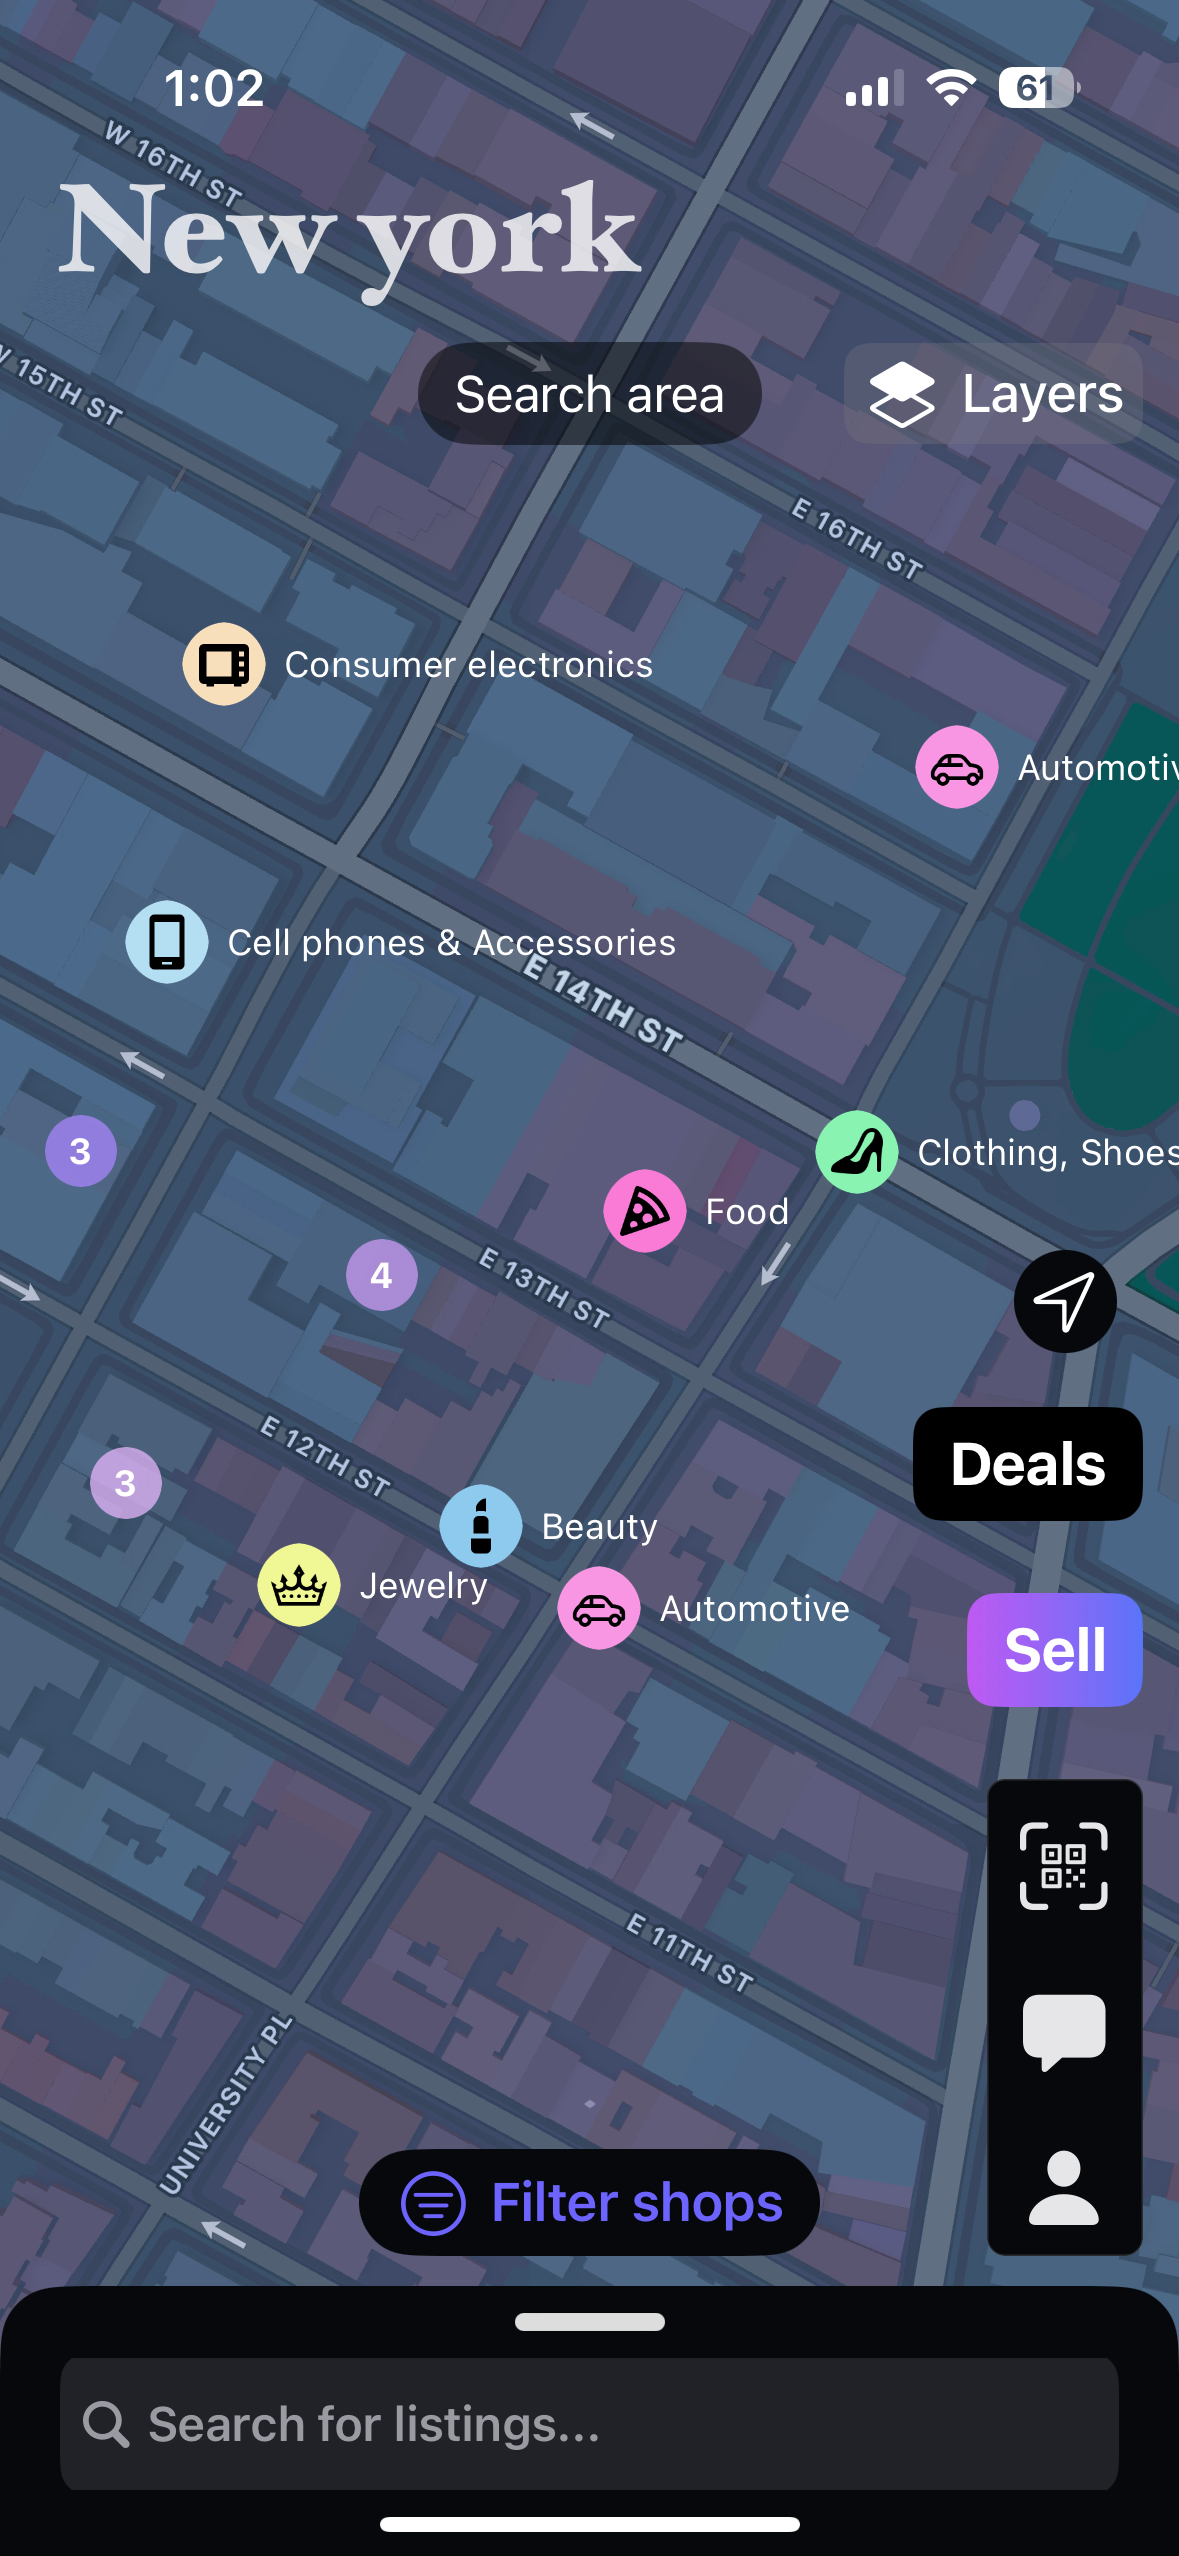 1:02
61
W 16TH ST
New york
W 15TH ST
Search area
Layers
E 16TH ST
Consumer electronics
Automotiv
Cell phones & Accessories
E 14TH ST
3
Clothing, Shoes
Food
4
E 13TH ST
E 12TH ST
Deals
3
Beauty
Jewelry
Automotive
Sell
E 11TH ST
UNIVERSITY PL
Filter shops
Search for listings...